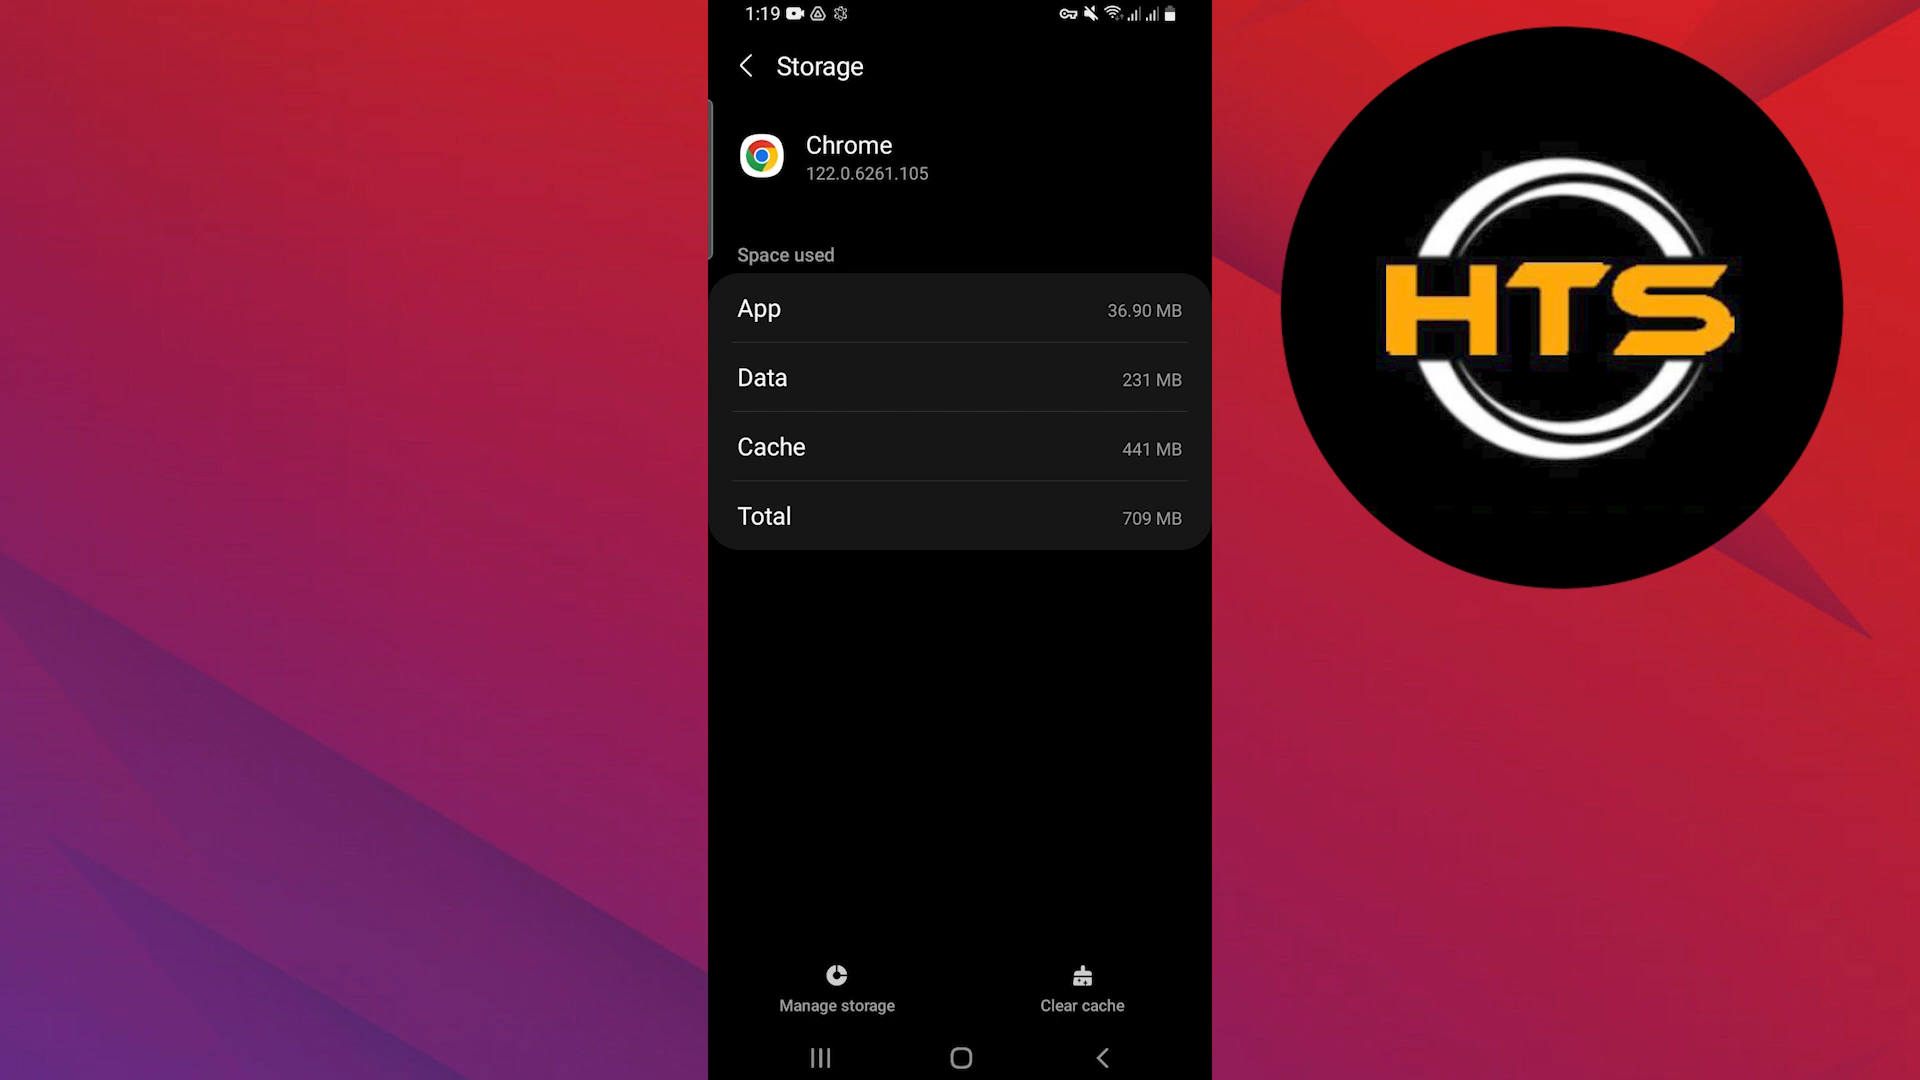 1:19
Storage
Chrome
122.0.6261.105
Space used
App 36.90 MB
Data 231 MB
Cache 441 MB
Total 709 MB
Manage storage
Clear cache
HTS